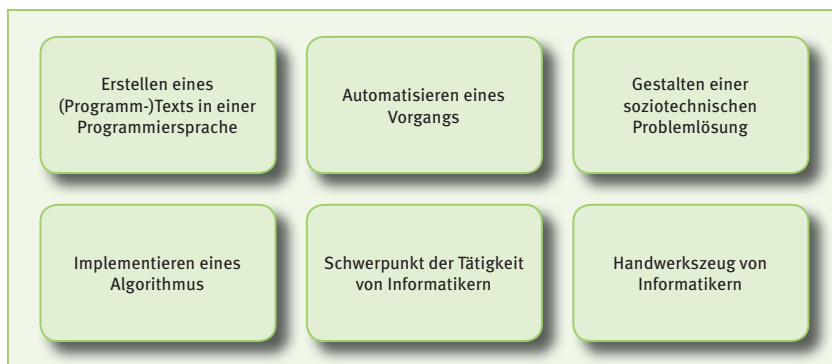 Erstellen eines
(Programm-)Texts in einer
Programmiersprache
Automatisieren eines
Vorgangs
Gestalten einer
soziotechnischen
Problemlösung
Implementieren eines
Algorithmus
Schwerpunkt der Tätigkeit
von Informatikern
Handwerkszeug von
Informatikern